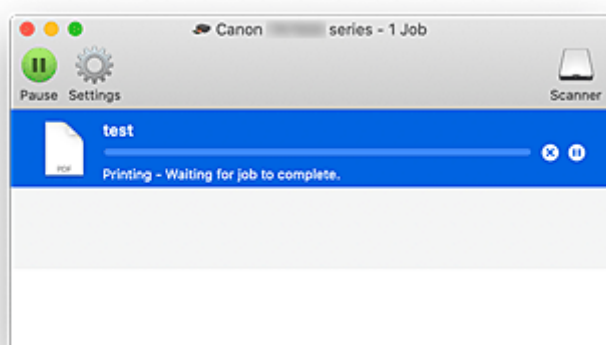 Canon series - 1 Job
Pause Settings Scanner
test
PDF
Printing - Waiting for job to complete.